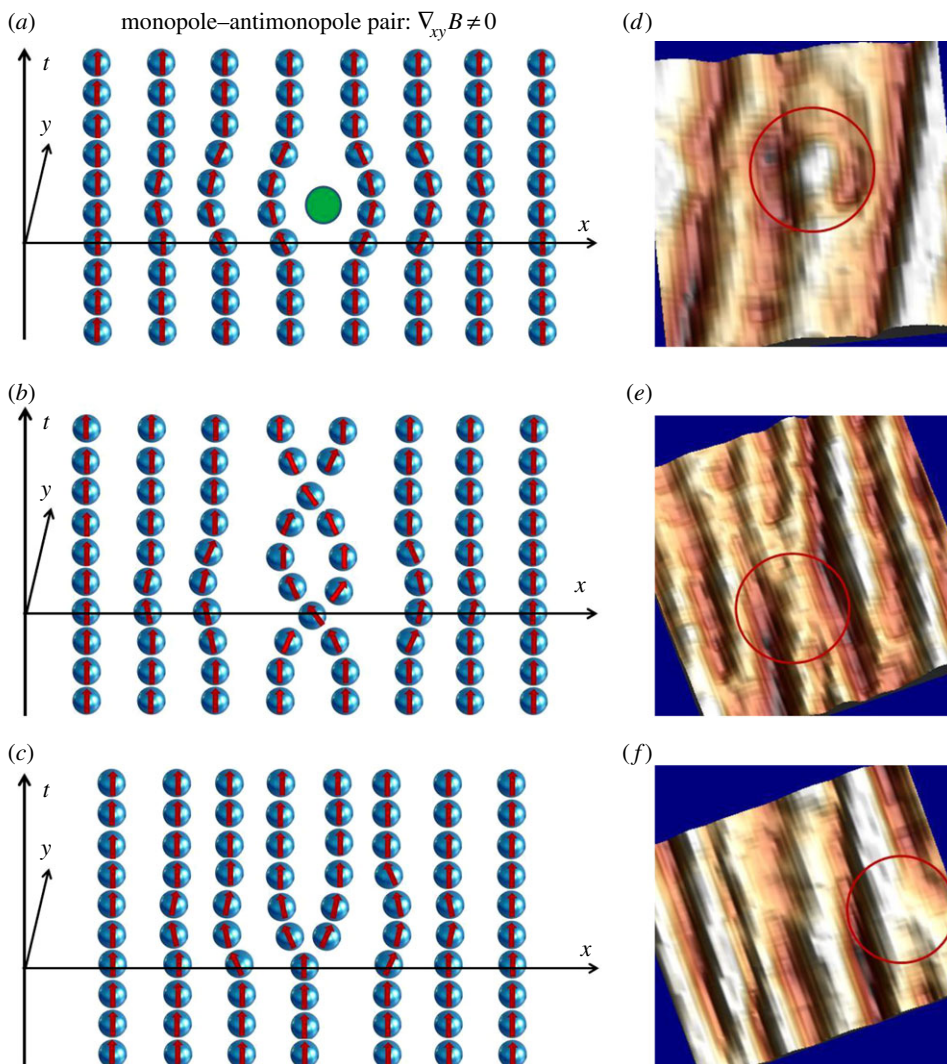 (a) monopole–antimonopole pair: ∇xyB ≠ 0 (d)
t
y
x
(b) (e)
t
y
x
(c) (f)
t
y
x